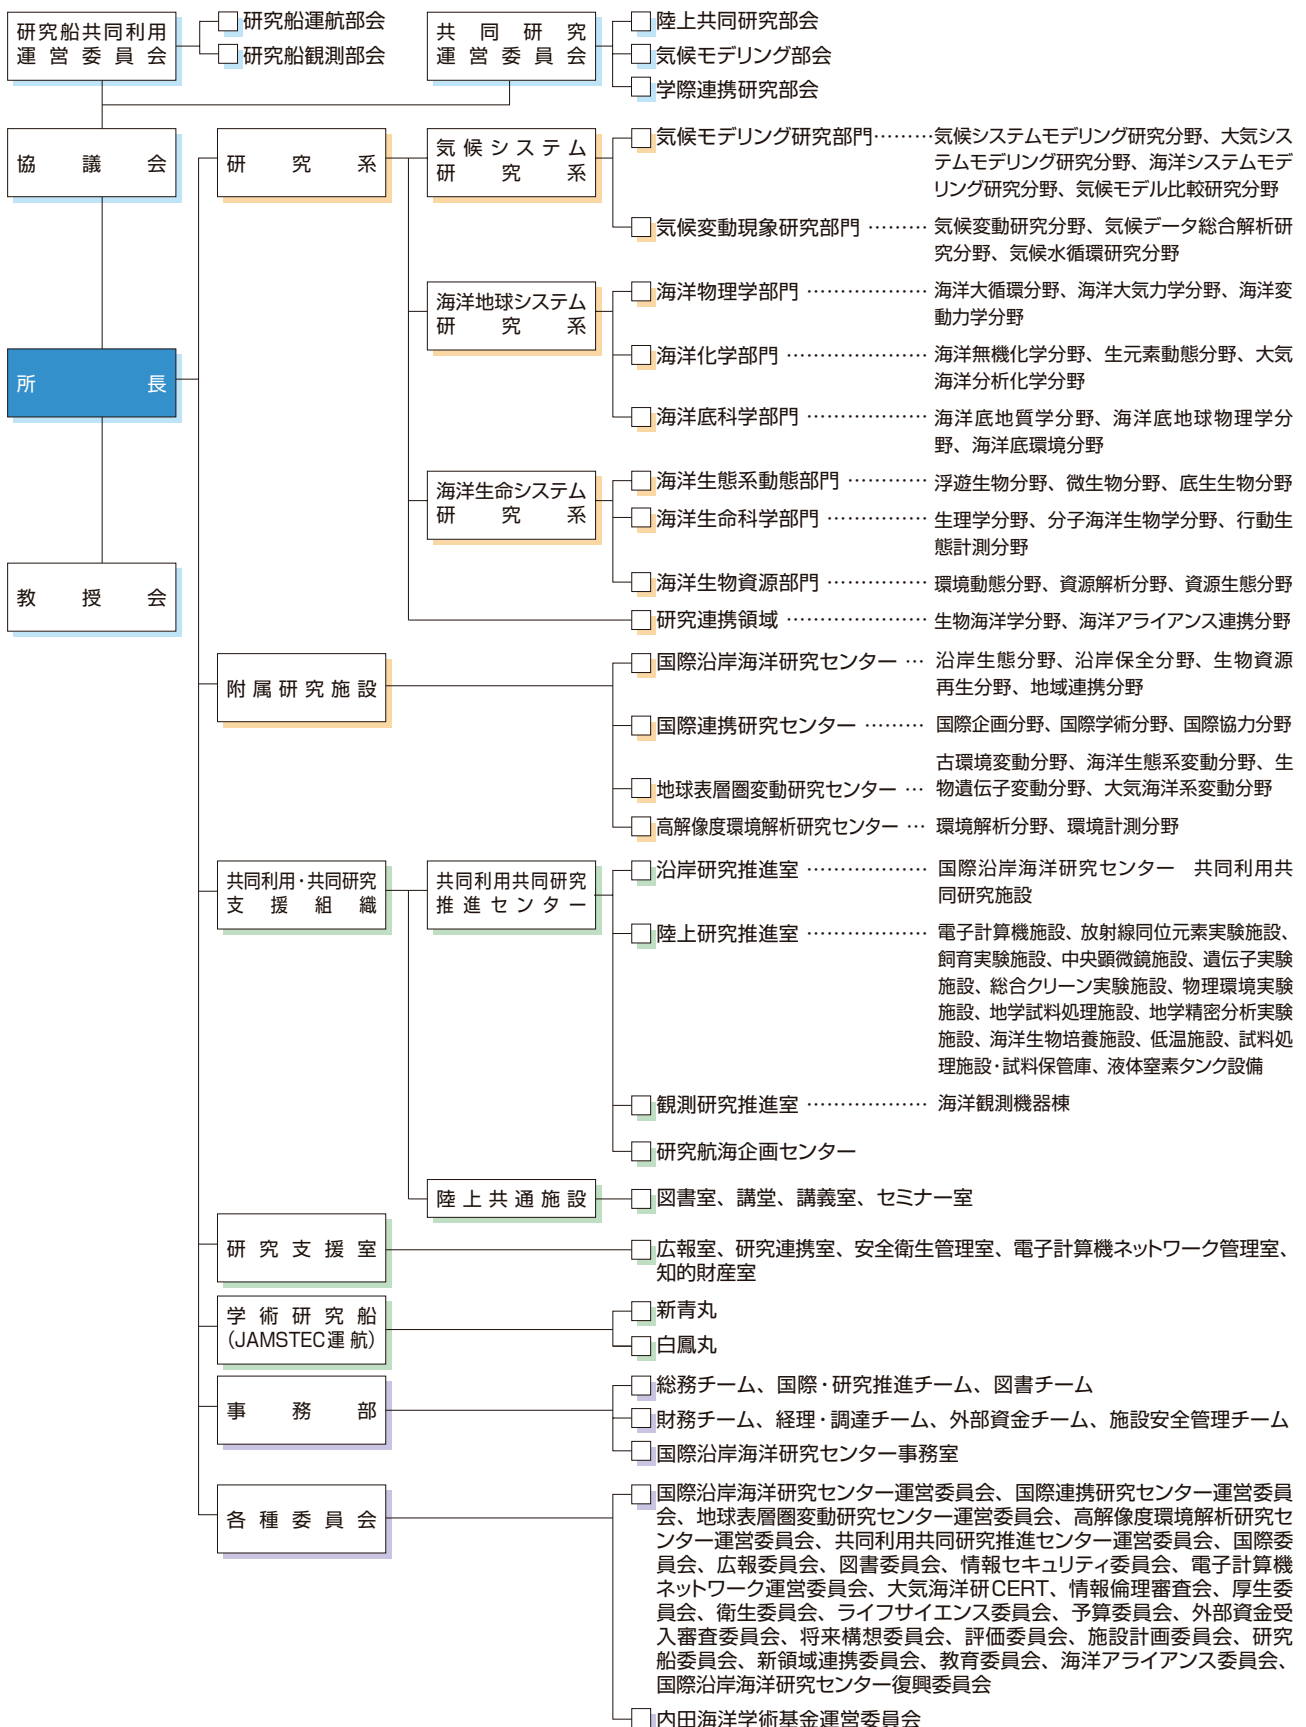 研究船共同利用
運営委員会
研究船運航部会
研究船観測部会
共同研究
運営委員会
陸上共同研究部会
気候モデリング部会
学際連携研究部会
協議会
所長
教授会
研究系
気候システム
研究系
気候モデリング研究部門………気候システムモデリング研究分野、大気シス
テムモデリング研究分野、海洋システムモデ
リング研究分野、気候モデル比較研究分野
気候変動現象研究部門………気候変動研究分野、気候データ総合解析研
究分野、気候水循環研究分野
海洋地球システム
研究系
海洋物理学部門………………海洋大循環分野、海洋大気力学分野、海洋変
動力学分野
海洋化学部門…………………海洋無機化学分野、生元素動態分野、大気
海洋分析化学分野
海洋底科学部門………………海洋底地質学分野、海洋底地球物理学分
野、海洋底環境分野
海洋生命システム
研究系
海洋生態系動態部門…………浮遊生物分野、微生物分野、底生生物分野
海洋生命科学部門……………生理学分野、分子海洋生物学分野、行動生
態計測分野
海洋生物資源部門……………環境動態分野、資源解析分野、資源生態分野
研究連携領域…………………生物海洋学分野、海洋アライアンス連携分野
附属研究施設
国際沿岸海洋研究センター…沿岸生態分野、沿岸保全分野、生物資源
再生分野、地域連携分野
国際連携研究センター………国際企画分野、国際学術分野、国際協力分野
古環境変動分野、海洋生態系変動分野、生
地球表層圏変動研究センター…物遺伝子変動分野、大気海洋系変動分野
高解像度環境解析研究センター…環境解析分野、環境計測分野
共同利用・共同研究
支援組織
共同利用共同研究
推進センター
沿岸研究推進室………………国際沿岸海洋研究センター　共同利用共
同研究施設
陸上研究推進室………………電子計算機施設、放射線同位元素実験施設、
飼育実験施設、中央顕微鏡施設、遺伝子実験
施設、総合クリーン実験施設、物理環境実験
施設、地学試料処理施設、地学精密分析実験
施設、海洋生物培養施設、低温施設、試料処
理施設・試料保管庫、液体窒素タンク設備
観測研究推進室………………海洋観測機器棟
研究航海企画センター
陸上共通施設
図書室、講堂、講義室、セミナー室
研究支援室
広報室、研究連携室、安全衛生管理室、電子計算機ネットワーク管理室、
知的財産室
学術研究船
(JAMSTEC運航)
新青丸
白鳳丸
事務部
総務チーム、国際・研究推進チーム、図書チーム
財務チーム、経理・調達チーム、外部資金チーム、施設安全管理チーム
国際沿岸海洋研究センター事務室
各種委員会
国際沿岸海洋研究センター運営委員会、国際連携研究センター運営委員
会、地球表層圏変動研究センター運営委員会、高解像度環境解析研究セ
ンター運営委員会、共同利用共同研究推進センター運営委員会、国際委
員会、広報委員会、図書委員会、情報セキュリティ委員会、電子計算機
ネットワーク運営委員会、大気海洋研CERT、情報倫理審査会、厚生委
員会、衛生委員会、ライフサイエンス委員会、予算委員会、外部資金受
入審査委員会、将来構想委員会、評価委員会、施設計画委員会、研究
船委員会、新領域連携委員会、教育委員会、海洋アライアンス委員会、
国際沿岸海洋研究センター復興委員会
内田海洋学術基金運営委員会